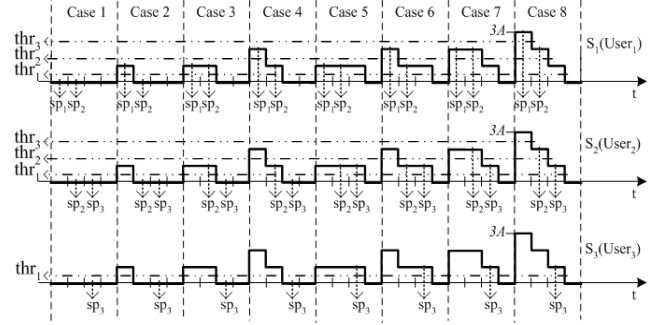 Case 1 Case 2 Case 3 Case 4 Case 5 Case 6 Case 7 Case 8
thr3 3A S1(User1)
thr2
thr1
sp1 sp2 sp1 sp2 sp1 sp2 sp1 sp2 sp1 sp2 sp1 sp2 sp1 sp2 sp1 sp2 t
thr3 3A S2(User2)
thr2
thr1
sp2 sp3 sp2 sp3 sp2 sp3 sp2 sp3 sp2 sp3 sp2 sp3 sp2 sp3 sp2 sp3 t
3A S3(User3)
thr1
sp3 sp3 sp3 sp3 sp3 sp3 sp3 sp3 t